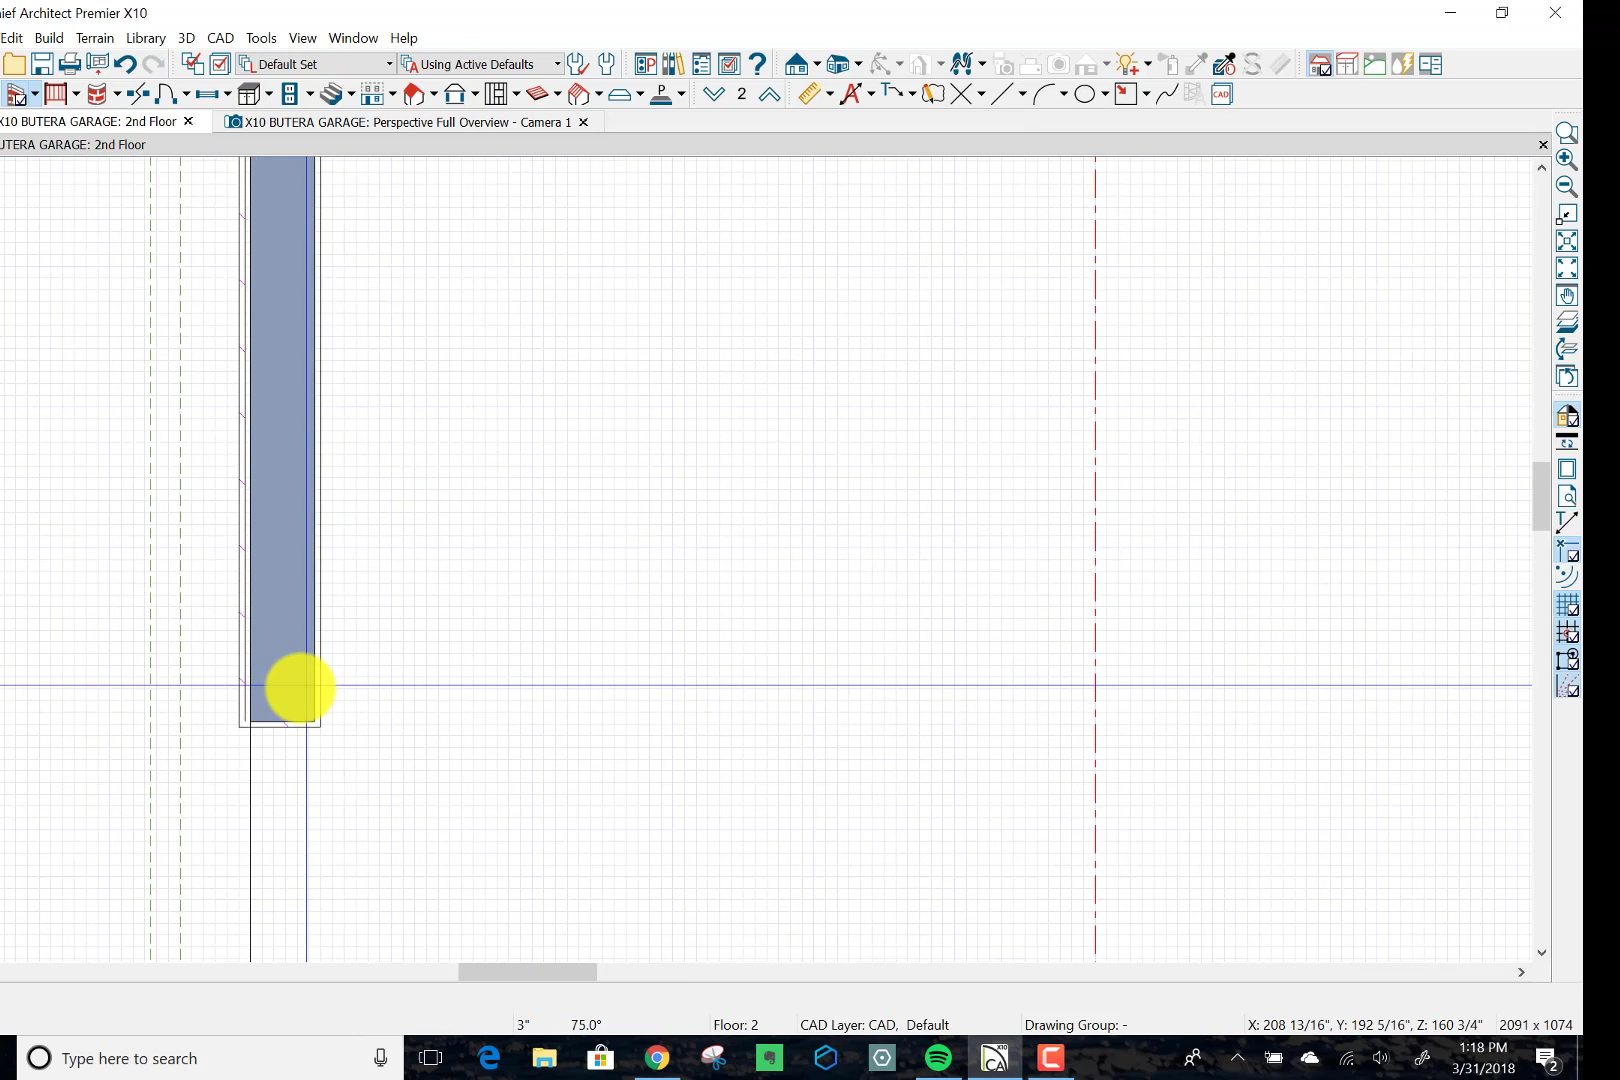 ief Architect Premier X10
Edit Build Terrain Library 3D CAD Tools View Window Help
Default Set Using Active Defaults
2 P CAD
X10 BUTERA GARAGE: 2nd Floor X10 BUTERA GARAGE: Perspective Full Overview - Camera 1
UTERA GARAGE: 2nd Floor
3" 75.0° Floor: 2 CAD Layer: CAD, Default Drawing Group: - X: 208 13/16", Y: 192 5/16", Z: 160 3/4" 2091 x 1074
Type here to search
X10
CA
1:18 PM
3/31/2018
2